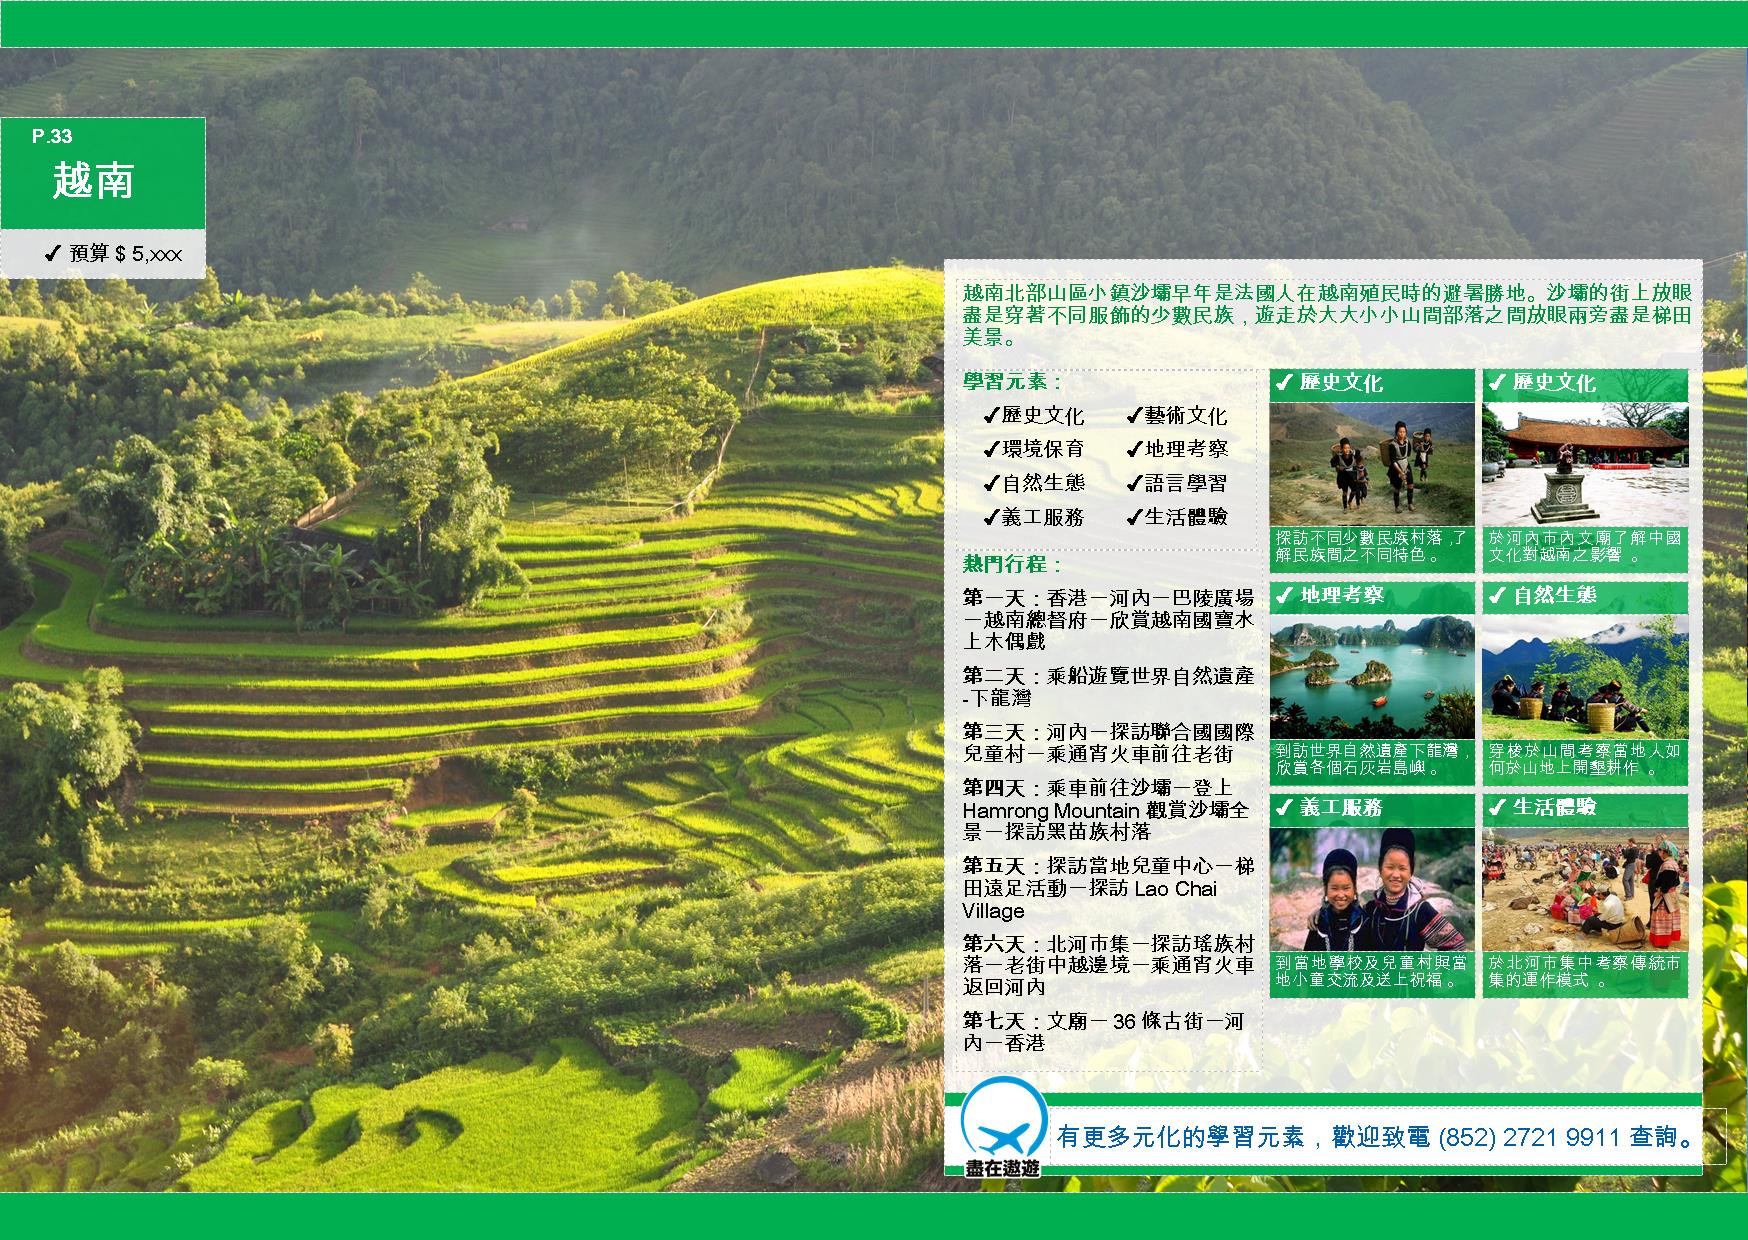 P.33
越南
✓ 預算 $ 5,xxx
越南北部山區小鎮沙壩早年是法國人在越南殖民時的避暑勝地。沙壩的街上放眼
盡是穿著不同服飾的少數民族，遊走於大大小小山間部落之間放眼兩旁盡是梯田
美景。
學習元素：
✓歷史文化 ✓藝術文化
✓環境保育 ✓地理考察
✓自然生態 ✓語言學習
✓義工服務 ✓生活體驗
熱門行程：
第一天：香港－河內－巴陵廣場
－越南總督府－欣賞越南國寶水
上木偶戲
第二天：乘船遊覽世界自然遺產
-下龍灣
第三天：河內－探訪聯合國國際
兒童村－乘通宵火車前往老街
第四天：乘車前往沙壩－登上
Hamrong Mountain 觀賞沙壩全
景－探訪黑苗族村落
第五天：探訪當地兒童中心－梯
田遠足活動－探訪 Lao Chai
Village
第六天：北河市集－探訪瑤族村
落－老街中越邊境－乘通宵火車
返回河內
第七天：文廟－ 36 條古街－河
內－香港
✓ 歷史文化
探訪不同少數民族村落，了
解民族間之不同特色。
✓ 歷史文化
於河內市內文廟了解中國
文化對越南之影響 。
✓ 地理考察
到訪世界自然遺產下龍灣，
欣賞各個石灰岩島嶼。
✓ 自然生態
穿梭於山間考察當地人如
何於山地上開墾耕作 。
✓ 義工服務
到當地學校及兒童村與當
地小童交流及送上祝福。
✓ 生活體驗
於北河市集中考察傳統市
集的運作模式 。
盡在遨遊
有更多元化的學習元素，歡迎致電 (852) 2721 9911 查詢。